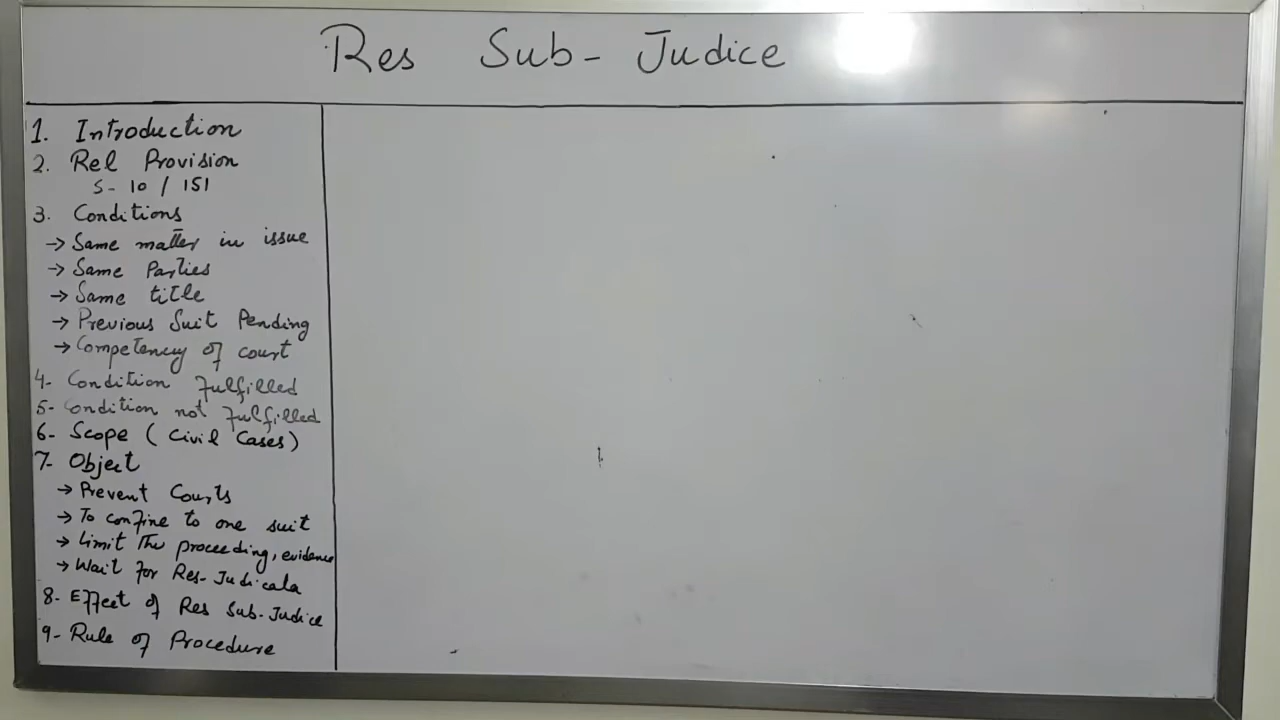 Res Sub-Judice
1. Introduction
2. Rel Provision
S-10/151
3. Conditions
→ Same matter in issue
→ Same Parties
→ Same title
→ Previous Suit Pending
→ Competency of court
4- Condition Fulfilled
5- Condition not Fulfilled
6- Scope (Civil Cases)
7- Object
→ Prevent Courts
→ To confine to one suit
→ Limit The proceeding, evidence
→ Wait for Res-Judicata
8- Effect of Res Sub-Judice
9- Rule of Procedure